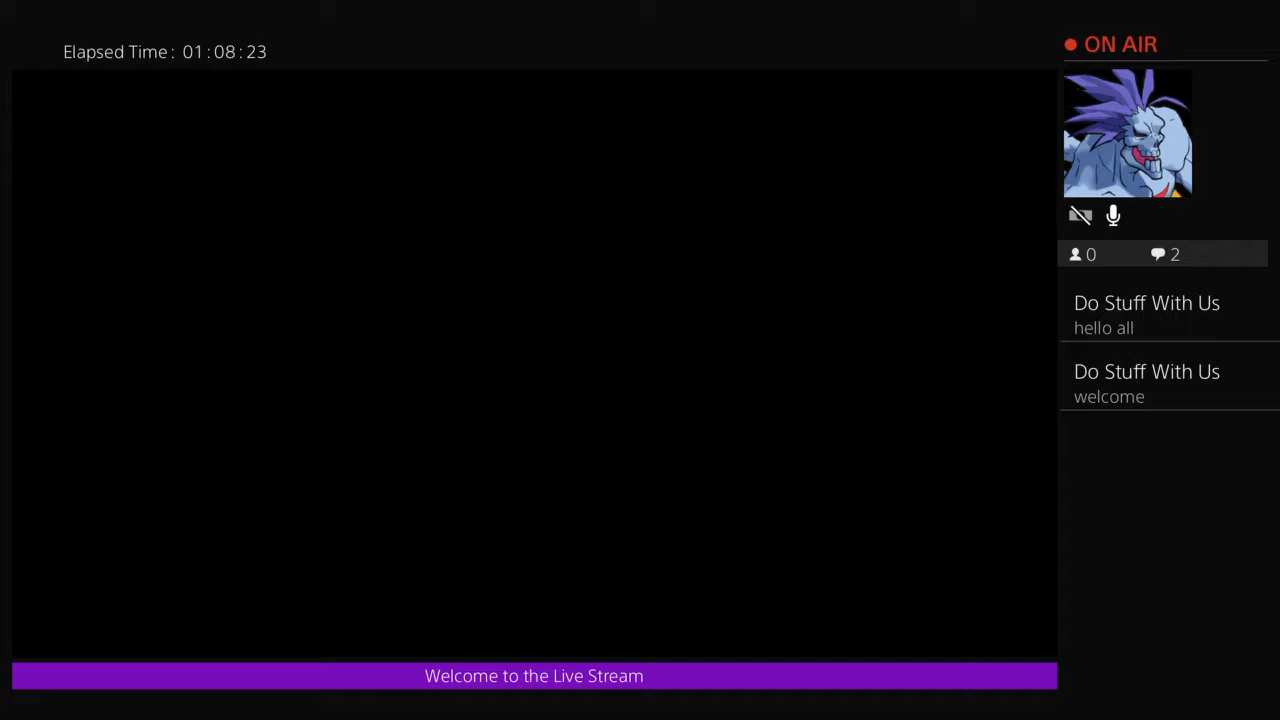 Elapsed Time: 01:08:23
ON AIR
0 2
Do Stuff With Us
hello all
Do Stuff With Us
welcome
Welcome to the Live Stream